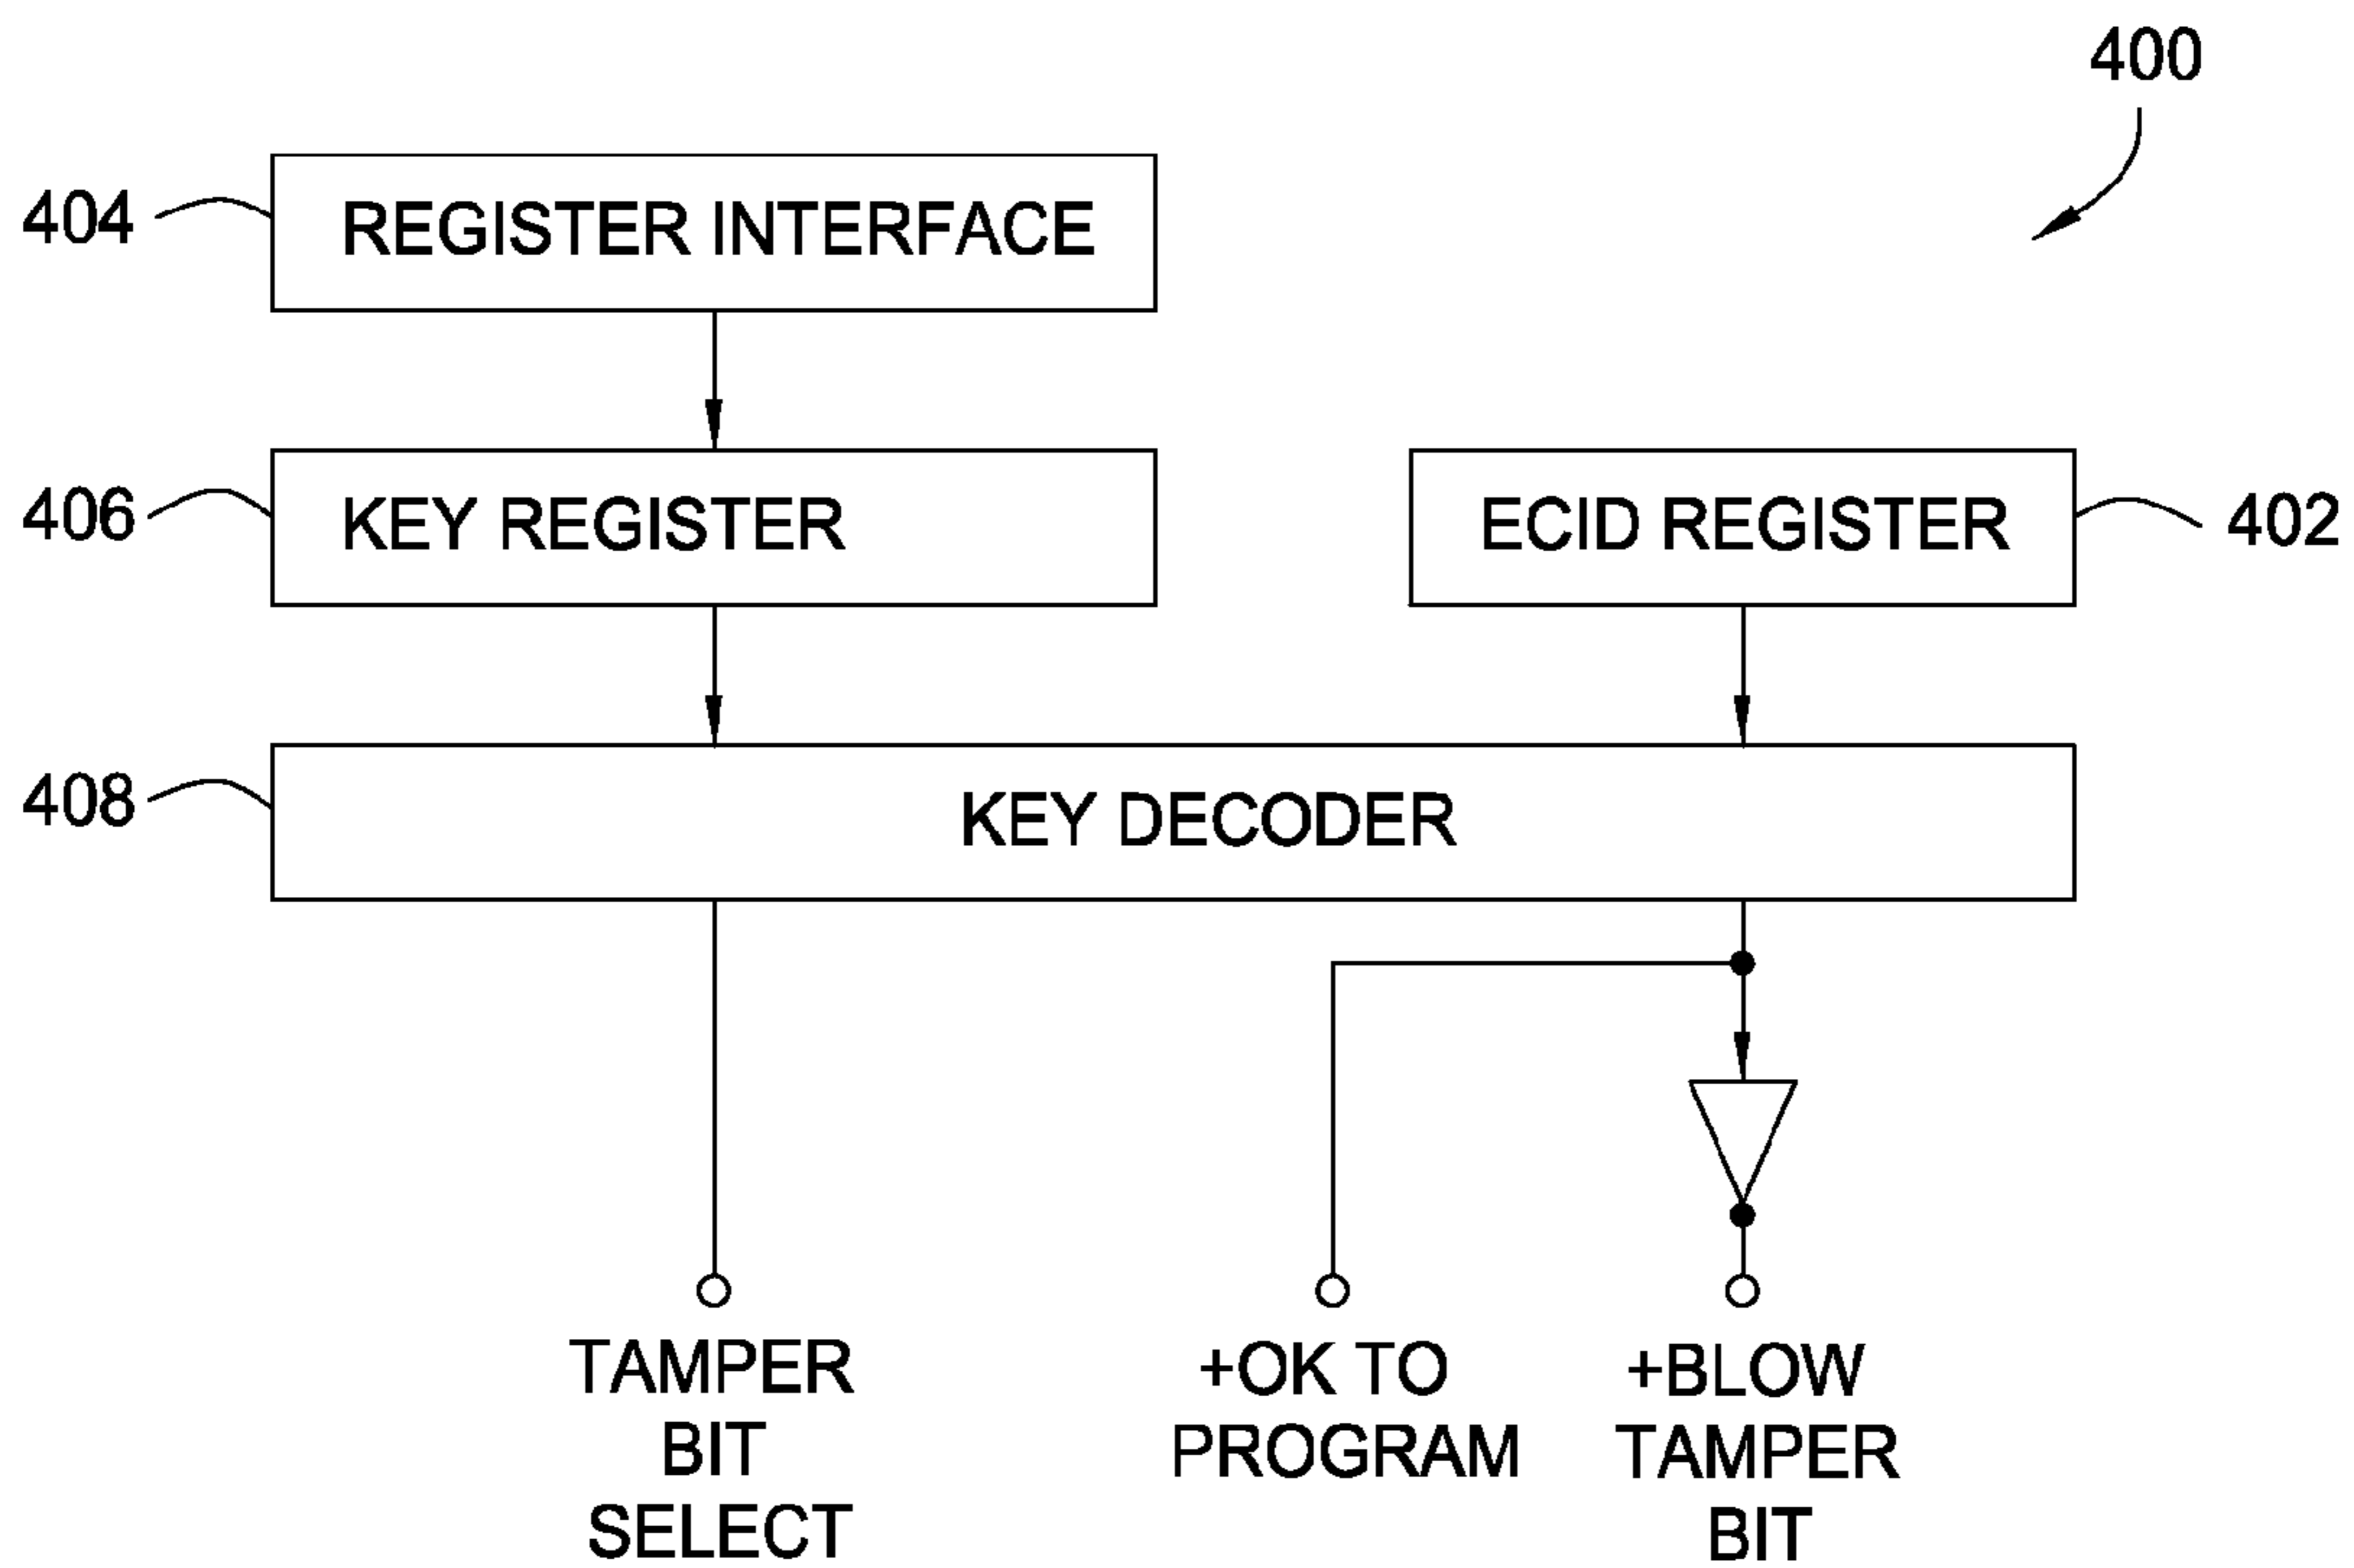 400
404
REGISTER INTERFACE
406
KEY REGISTER
ECID REGISTER
402
408
KEY DECODER
TAMPER
BIT
SELECT
+OK TO
PROGRAM
+BLOW
TAMPER
BIT